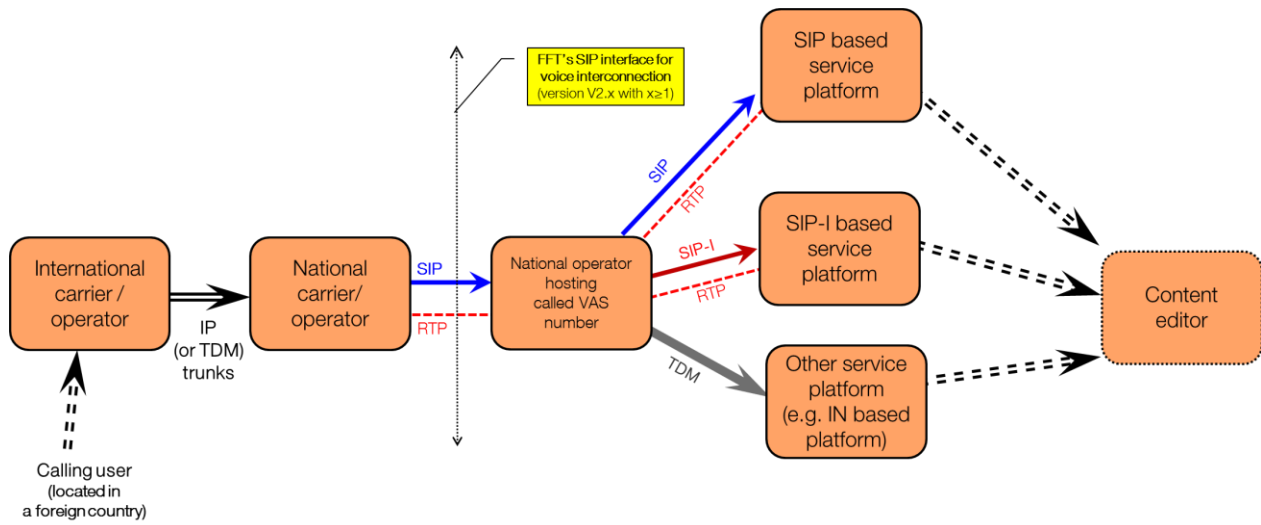 FFT's SIP interface for
voice interconnection
(version V2.x with x≥1)
SIP based
service
platform
SIP
RTP
SIP-I based
service
platform
SIP-I
RTP
International
carrier /
operator
National
carrier/
operator
SIP
RTP
National operator
hosting
called VAS
number
Content
editor
IP
(or TDM)
trunks
TDM
Other service
platform
(e.g. IN based
platform)
Calling user
(located in
a foreign country)